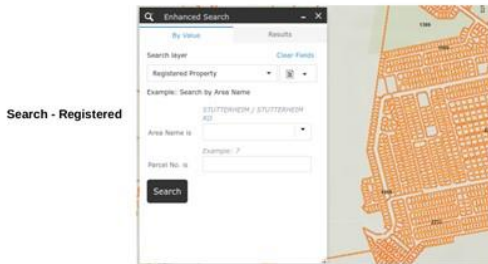 Enhanced Search
By Value
Results
Search layer
Clear Fields
Registered Property
Example: Search by Area Name
Search - Registered
STUTTERHEIM / STUTTERHEIM
RD
Area Name is
Example: 7
Parcel No. is
Search